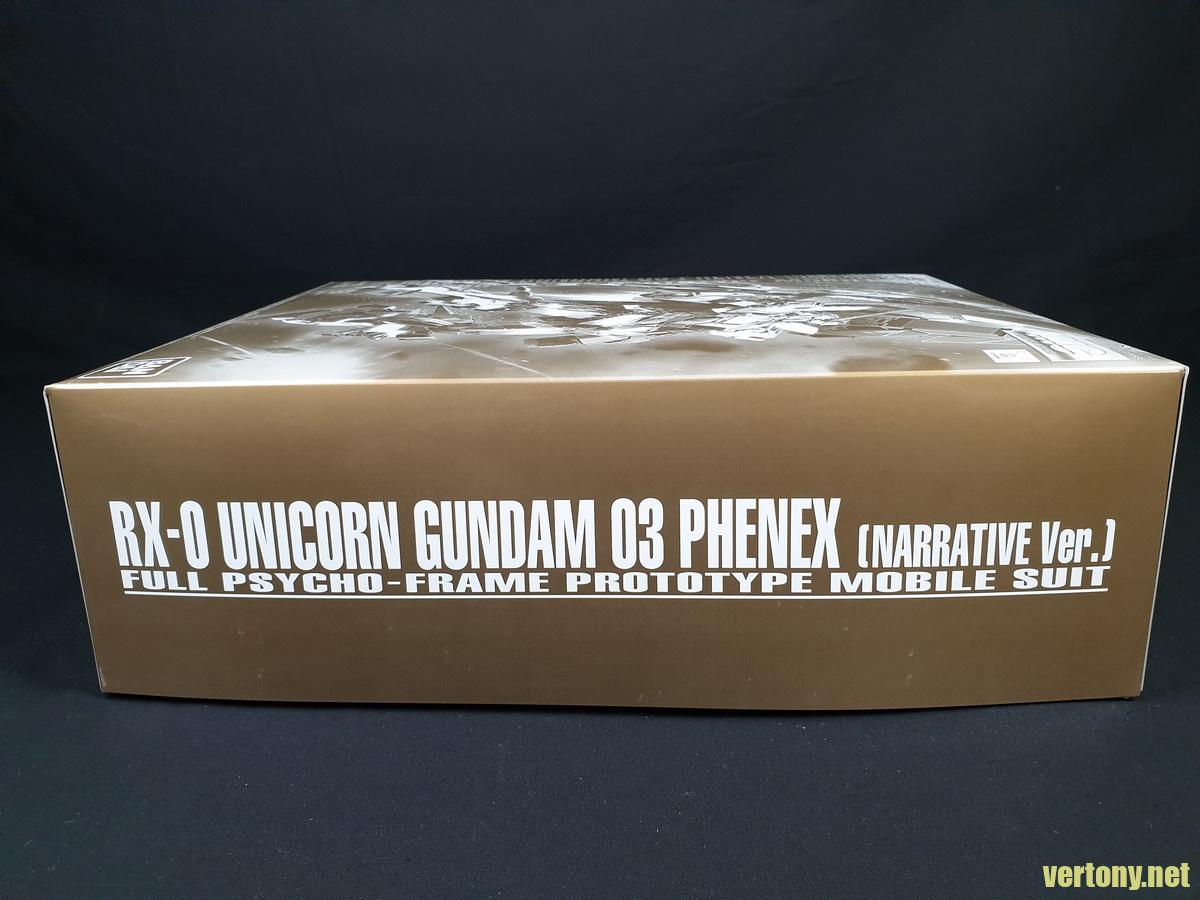 RX-0 UNICORN GUNDAM 03 PHENEX [NARRATIVE Ver.]
FULL PSYCHO-FRAME PROTOTYPE MOBILE SUIT
vertony.net